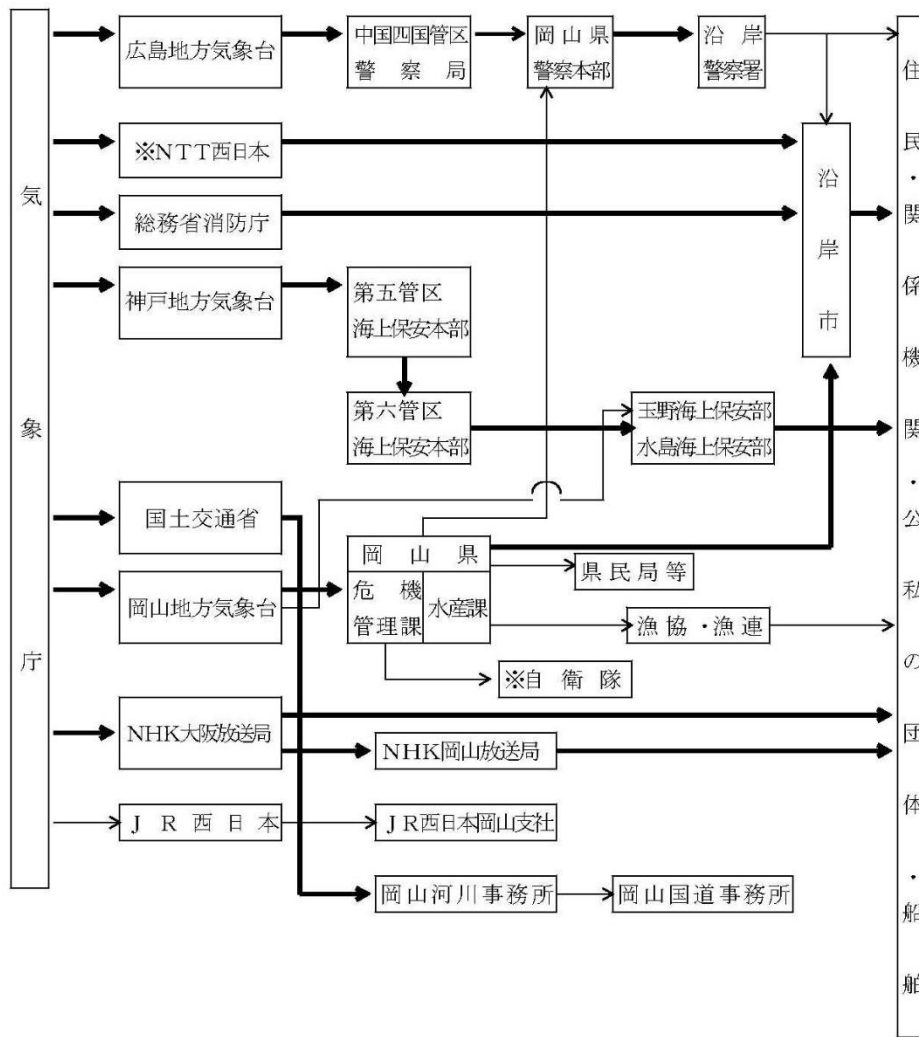 気象庁
広島地方気象台
中国四国管区
警察局
岡山県
警察本部
沿岸
警察署
※NTT西日本
総務省消防庁
沿岸市
神戸地方気象台
第五管区
海上保安本部
第六管区
海上保安本部
玉野海上保安部
水島海上保安部
国土交通省
岡山地方気象台
岡山県
危機
管理課
水産課
県民局等
漁協・漁連
※自衛隊
NHK大阪放送局
NHK岡山放送局
JR西日本
JR西日本岡山支社
岡山河川事務所
岡山国道事務所
住民・関係機関・公私の団体・船舶